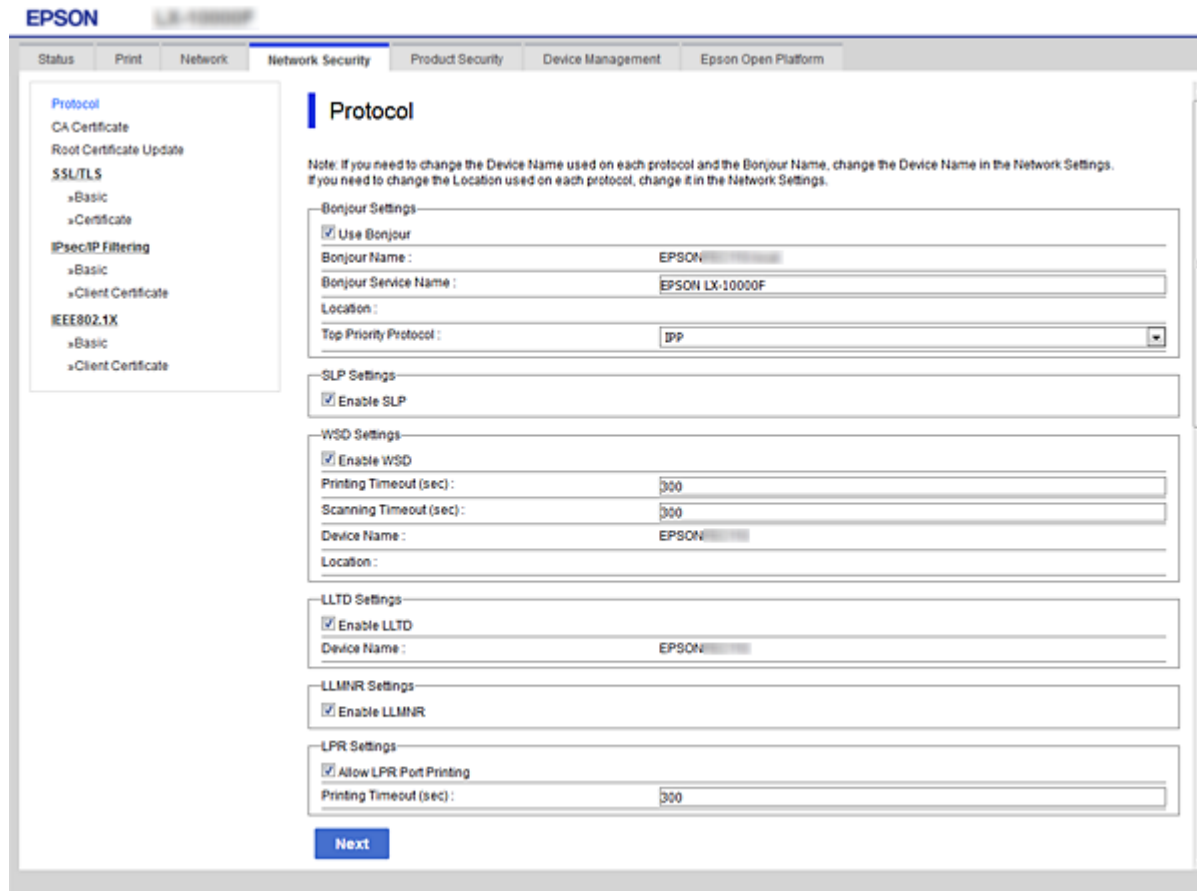 EPSON
Status Print Network Network Security Product Security Device Management Epson Open Platform
Protocol
CA Certificate
Root Certificate Update
SSL/TLS
»Basic
»Certificate
IPsec/IP Filtering
»Basic
»Client Certificate
IEEE802.1X
»Basic
»Client Certificate
Protocol
Note: If you need to change the Device Name used on each protocol and the Bonjour Name, change the Device Name in the Network Settings.
If you need to change the Location used on each protocol, change it in the Network Settings.
Bonjour Settings
Use Bonjour
Bonjour Name : EPSON
Bonjour Service Name : EPSON LX-10000F
Location :
Top Priority Protocol : IPP
SLP Settings
Enable SLP
WSD Settings
Enable WSD
Printing Timeout (sec) : 300
Scanning Timeout (sec) : 300
Device Name : EPSON
Location :
LLTD Settings
Enable LLTD
Device Name : EPSON
LLMNR Settings
Enable LLMNR
LPR Settings
Allow LPR Port Printing
Printing Timeout (sec) : 300
Next